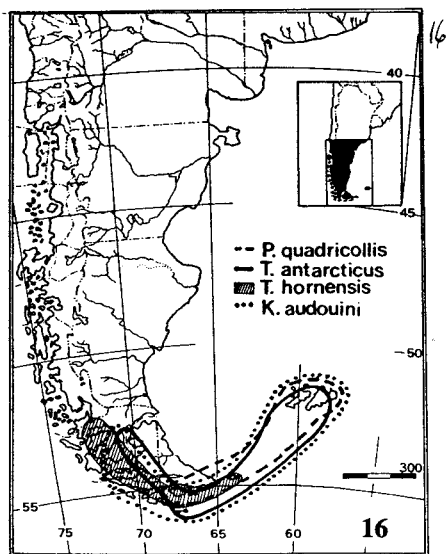 16
40
45
P. quadricollis
T. antarcticus
T. hornensis
K. audouini
50
300
55
75
70
65
60
16